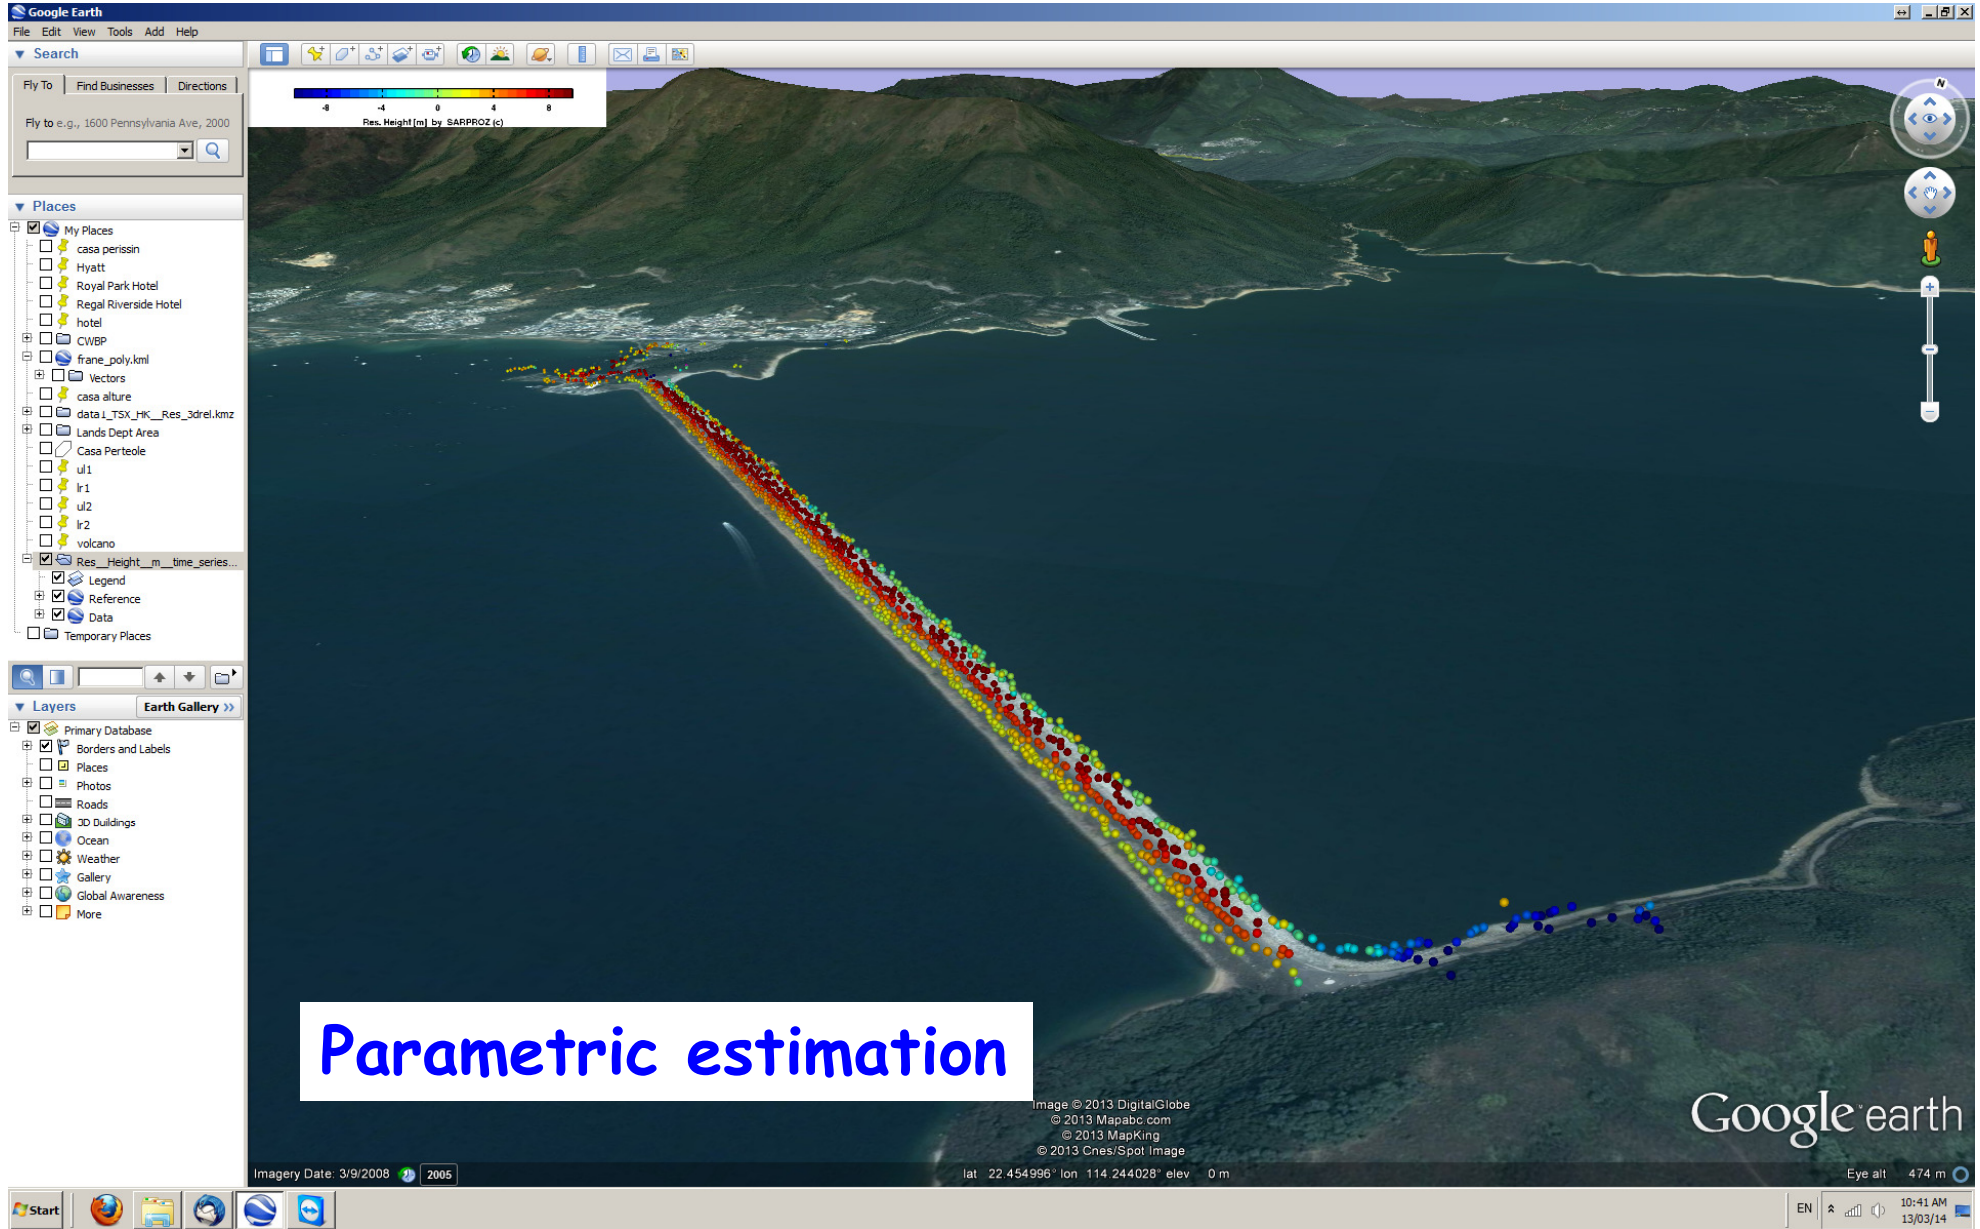 Google Earth
File Edit View Tools Add Help
Search
Fly To Find Businesses Directions
Fly to e.g., 1600 Pennsylvania Ave, 2000
Places
My Places
casa perissin
Hyatt
Royal Park Hotel
Regal Riverside Hotel
hotel
CWBP
frane_poly.kml
Vectors
casa alture
data1_TSX_HK__Res_3drel.kmz
Lands Dept Area
Casa Perteole
ul1
lr1
ul2
lr2
volcano
Res__Height__m__time_series...
Legend
Reference
Data
Temporary Places
Layers Earth Gallery >>
Primary Database
Borders and Labels
Places
Photos
Roads
3D Buildings
Ocean
Weather
Gallery
Global Awareness
More
-8 -4 0 4 8
Res. Height [m] by SARPROZ (c)
N
Parametric estimation
Image © 2013 DigitalGlobe
© 2013 Mapabc.com
© 2013 MapKing
© 2013 Cnes/Spot Image
Google earth
Imagery Date: 3/9/2008 2005 lat 22.454996° lon 114.244028° elev 0 m Eye alt 474 m
Start EN 10:41 AM
13/03/14